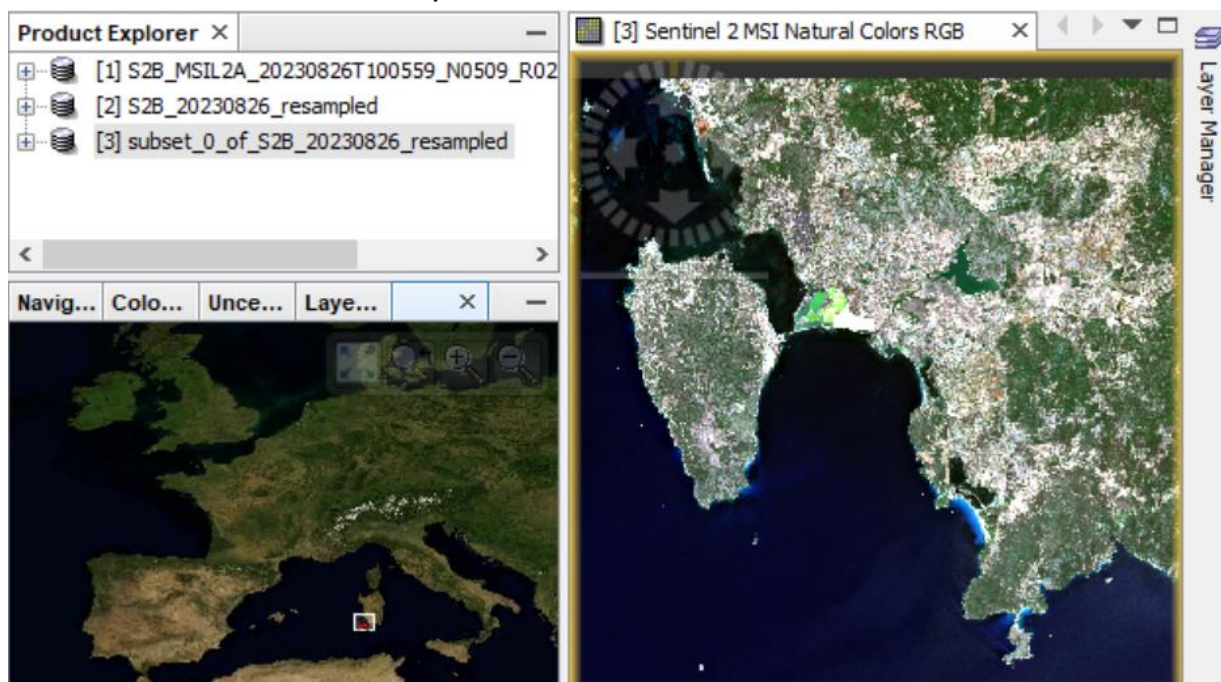 Product Explorer
[1] S2B_MSIL2A_20230826T100559_N0509_R02
[2] S2B_20230826_resampled
[3] subset_0_of_S2B_20230826_resampled
Navig... Colo... Unce... Laye...
[3] Sentinel 2 MSI Natural Colors RGB
Layer Manager